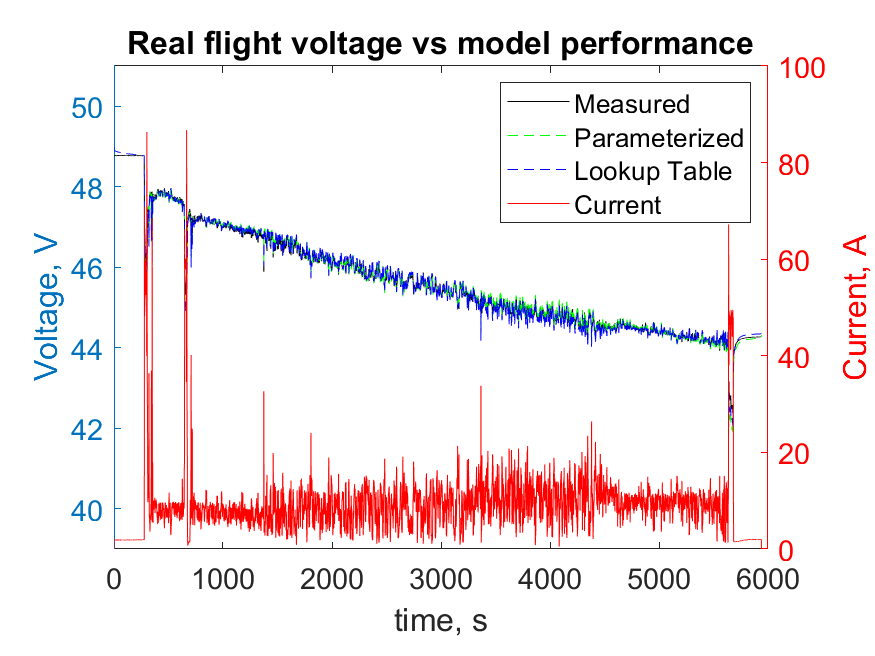 Real flight voltage vs model performance
Measured
Parameterized
Lookup Table
Current
Voltage, V
50
48
46
44
42
40
Current, A
100
80
60
40
20
0
0 1000 2000 3000 4000 5000 6000
time, s